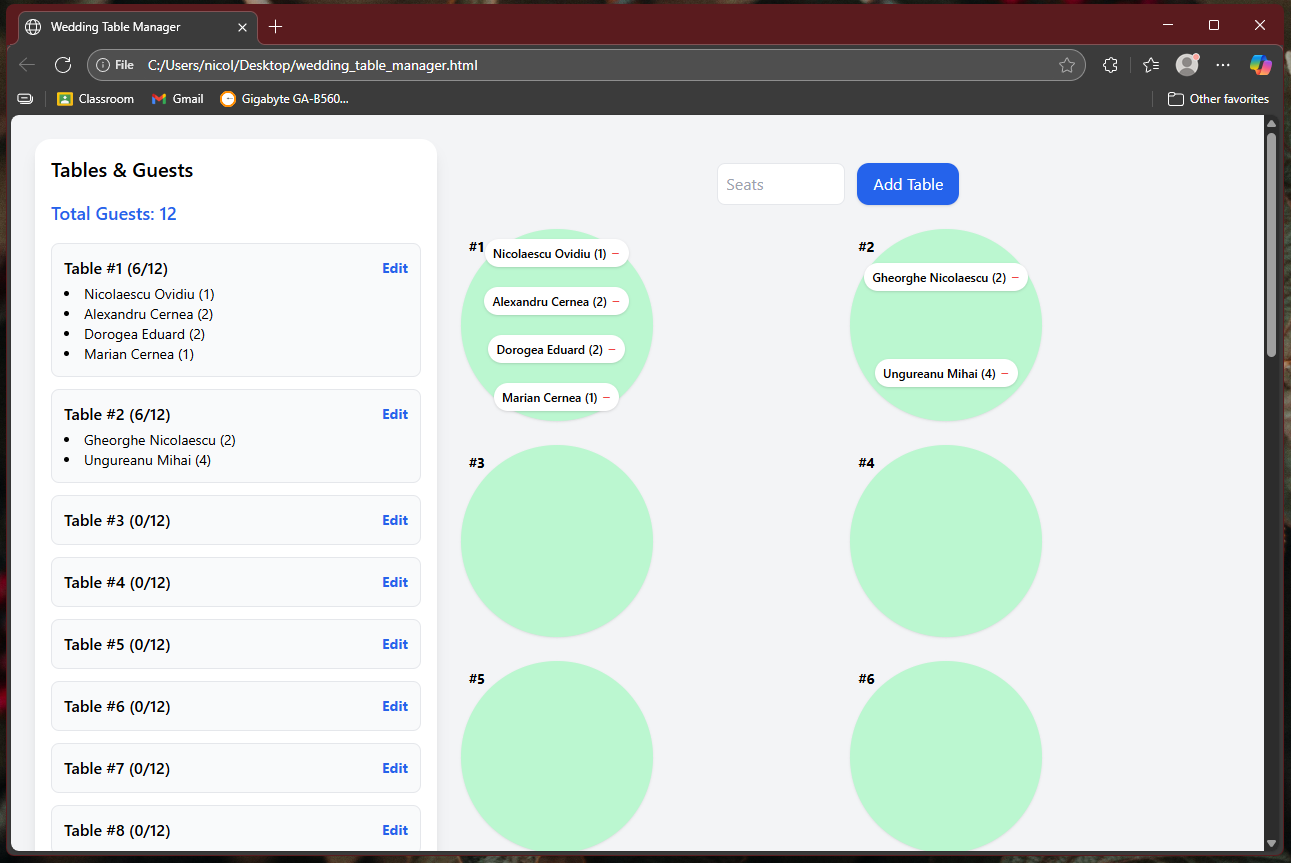 Wedding Table Manager
File C:/Users/nicol/Desktop/wedding_table_manager.html
Classroom Gmail Gigabyte GA-B560... Other favorites
Tables & Guests
Total Guests: 12
Table #1 (6/12) Edit
Nicolaescu Ovidiu (1)
Alexandru Cernea (2)
Dorogea Eduard (2)
Marian Cernea (1)
Table #2 (6/12) Edit
Gheorghe Nicolaescu (2)
Ungureanu Mihai (4)
Table #3 (0/12) Edit
Table #4 (0/12) Edit
Table #5 (0/12) Edit
Table #6 (0/12) Edit
Table #7 (0/12) Edit
Table #8 (0/12) Edit
Seats Add Table
#1
Nicolaescu Ovidiu (1) −
Alexandru Cernea (2) −
Dorogea Eduard (2) −
Marian Cernea (1) −
#2
Gheorghe Nicolaescu (2) −
Ungureanu Mihai (4) −
#3
#4
#5
#6